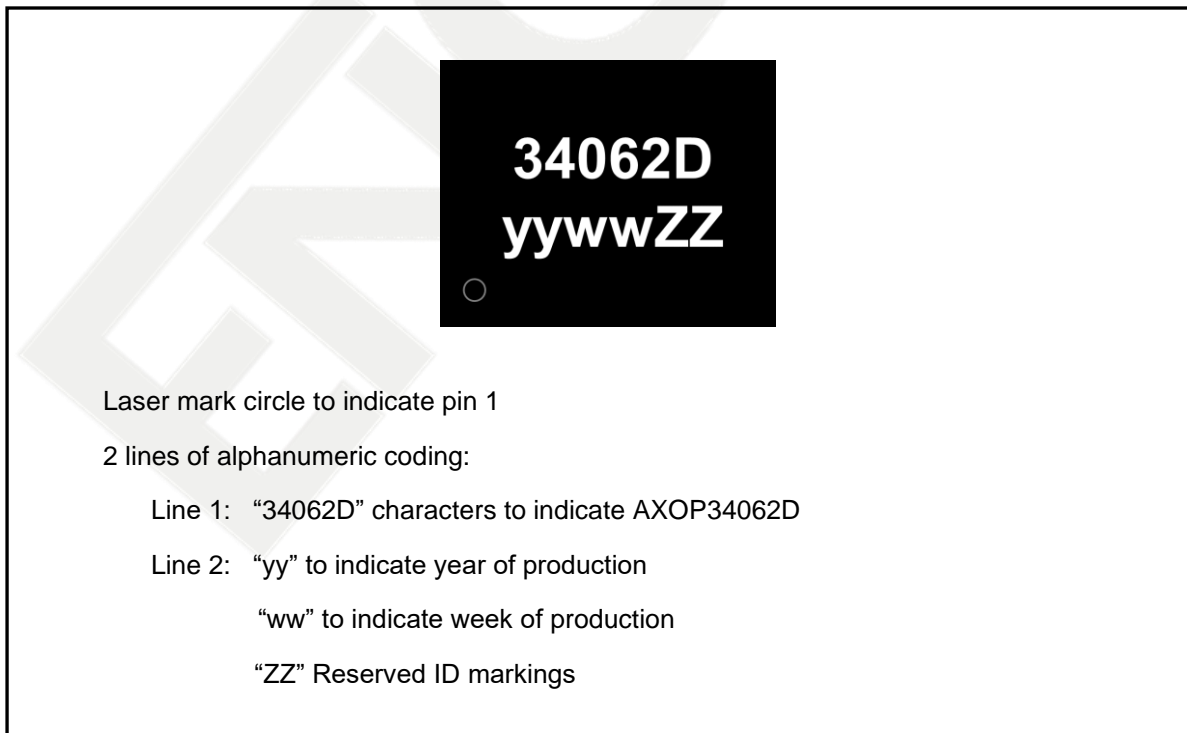 34062D
yywwZZ
Laser mark circle to indicate pin 1
2 lines of alphanumeric coding:
Line 1: “34062D” characters to indicate AXOP34062D
Line 2: “yy” to indicate year of production
“ww” to indicate week of production
“ZZ” Reserved ID markings